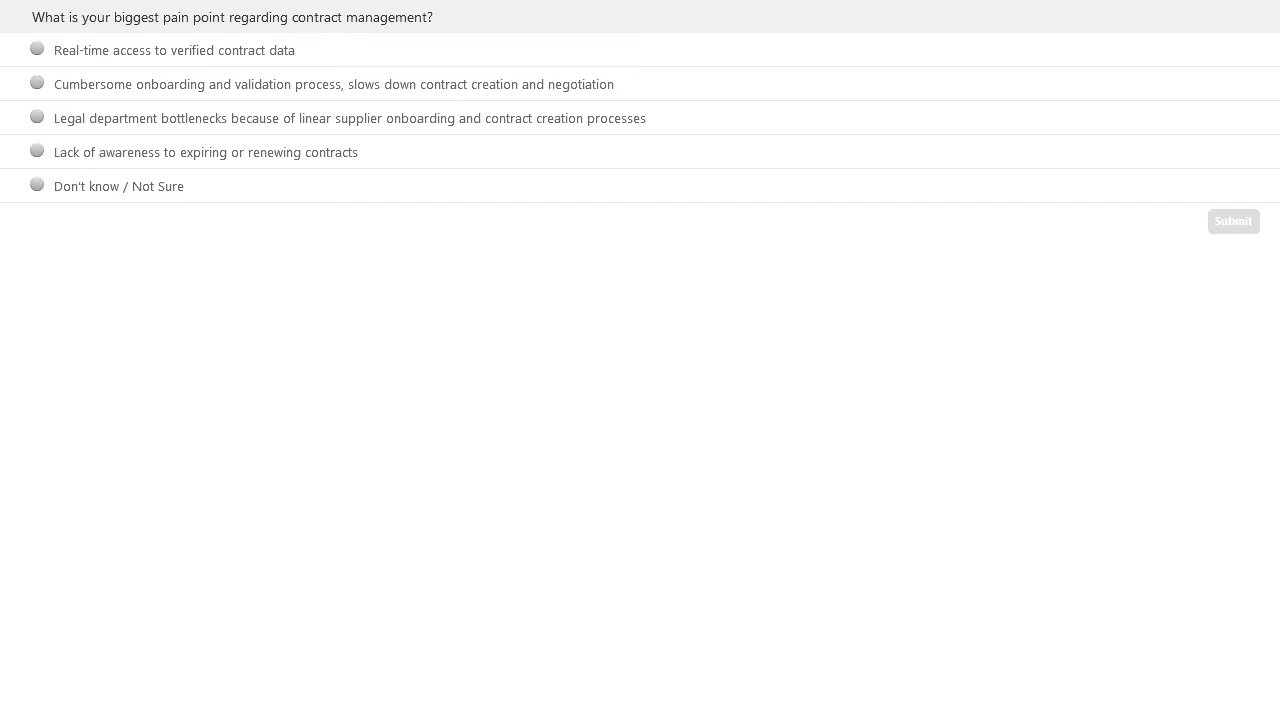 What is your biggest pain point regarding contract management?
Real-time access to verified contract data
Cumbersome onboarding and validation process, slows down contract creation and negotiation
Legal department bottlenecks because of linear supplier onboarding and contract creation processes
Lack of awareness to expiring or renewing contracts
Don't know / Not Sure
Submit